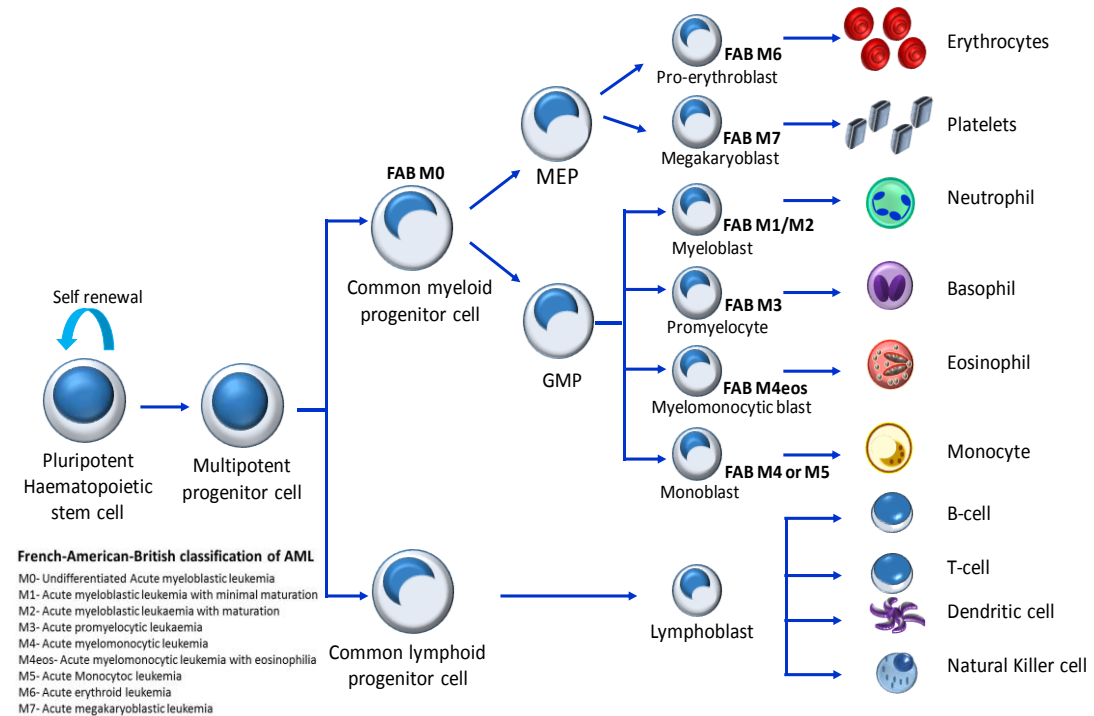 Self renewal
Pluripotent
Haematopoietic
stem cell
Multipotent
progenitor cell
FAB M0
Common myeloid
progenitor cell
MEP
GMP
FAB M6
Pro-erythroblast
FAB M7
Megakaryoblast
FAB M1/M2
Myeloblast
FAB M3
Promyelocyte
FAB M4eos
Myelomonocytic blast
FAB M4 or M5
Monoblast
Erythrocytes
Platelets
Neutrophil
Basophil
Eosinophil
Monocyte
Common lymphoid
progenitor cell
Lymphoblast
B-cell
T-cell
Dendritic cell
Natural Killer cell
French-American-British classification of AML
M0- Undifferentiated Acute myeloblastic leukemia
M1- Acute myeloblastic leukemia with minimal maturation
M2- Acute myeloblastic leukaemia with maturation
M3- Acute promyelocytic leukaemia
M4- Acute myelomonocytic leukemia
M4eos- Acute myelomonocytic leukemia with eosinophilia
M5- Acute Monocytoc leukemia
M6- Acute erythroid leukemia
M7- Acute megakaryoblastic leukemia